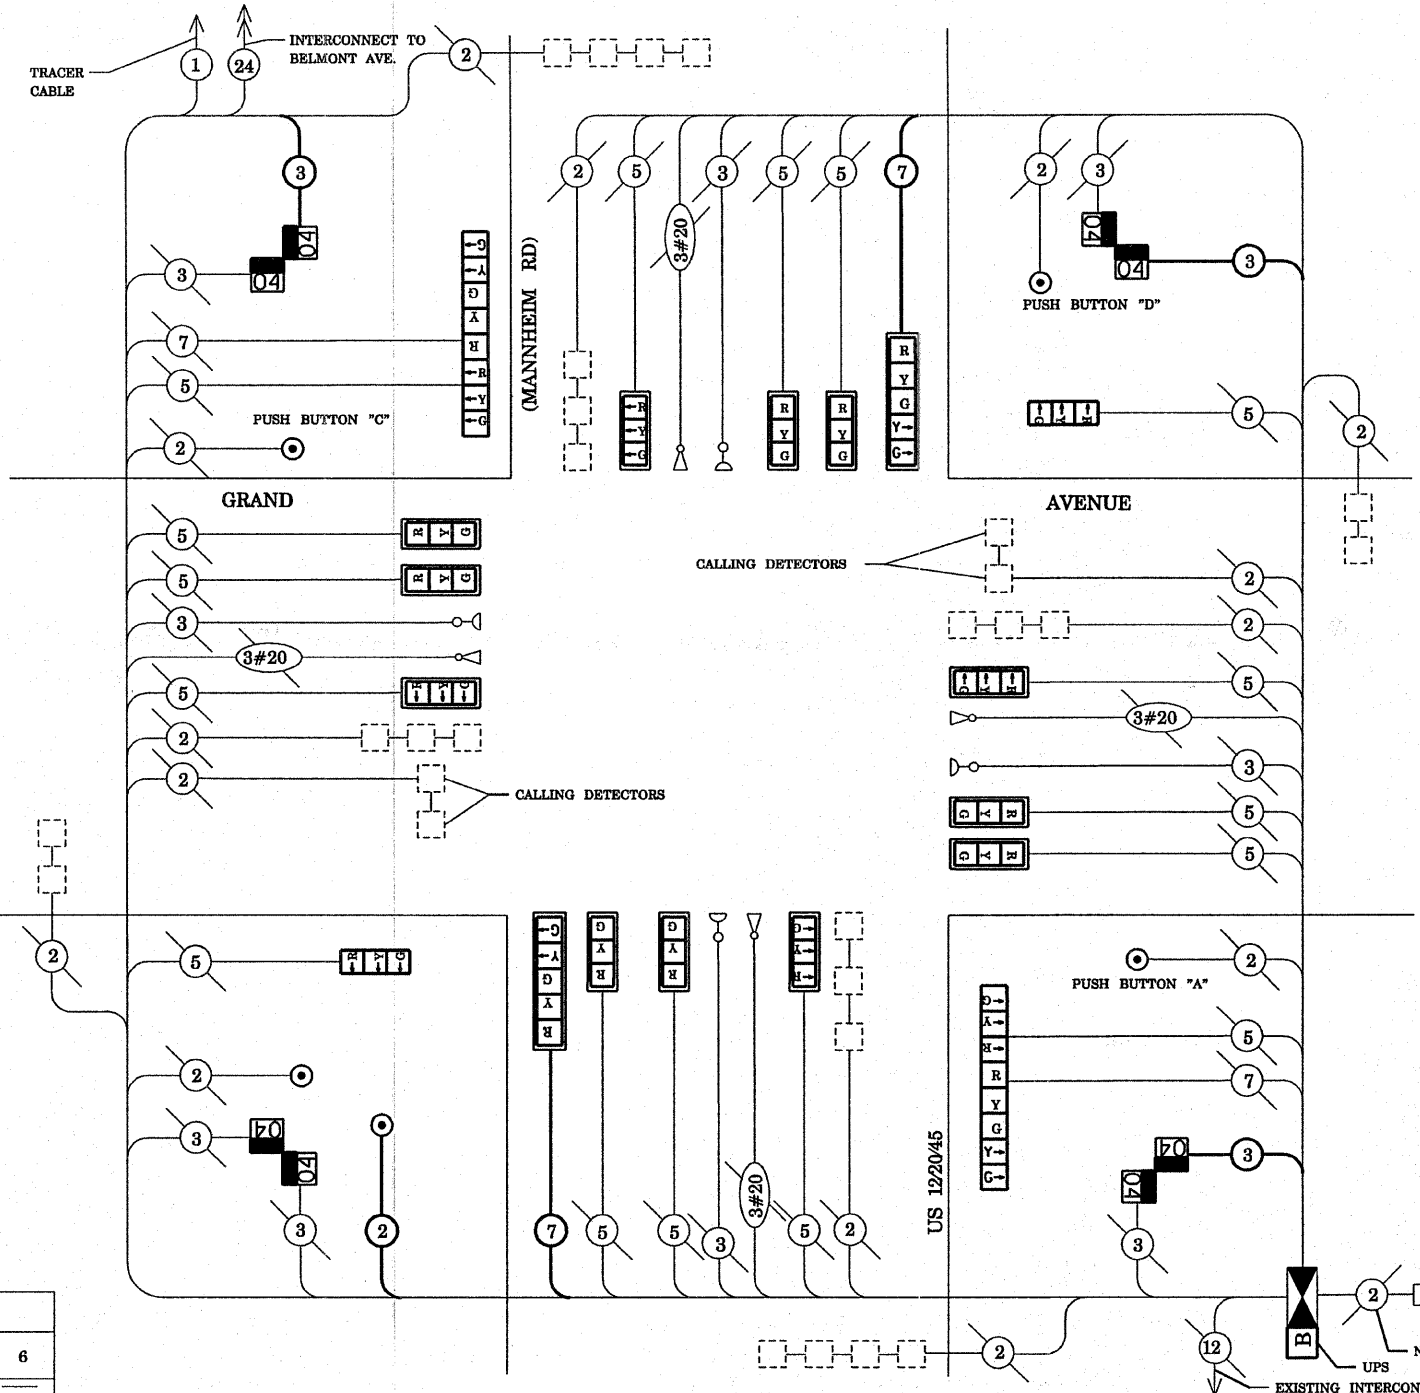 INTERCONNECT TO
BELMONT AVE.
TRACER
CABLE
1
24
2
3
04
04
3
7
5
PUSH BUTTON "C"
2
←G
←Y
G
Y
R
←R
←Y
←G
(MANNHEIM RD)
2
5
3#20
3
5
5
7
←R
←Y
←G
R
Y
G
R
Y
G
R
Y
G
Y→
G→
2
3
04
04
3
PUSH BUTTON "D"
G Y R
5
2
GRAND
AVENUE
5
R Y G
5
R Y G
3
3#20
5
R Y G
2
2
CALLING DETECTORS
CALLING DETECTORS
2
2
G Y R
5
3#20
3
G Y R
5
G Y R
5
2
5
R Y G
2
3
04
04
3
2
←G
←Y
G
Y
R
7
G
Y
R
5
G
Y
R
5
3
3#20
G
Y
R
5
2
US 12/20/45
PUSH BUTTON "A"
2
G→
Y→
R→
R
Y
G
Y→
G→
5
7
04
04
3
3
2
12
2
B
UPS
N
EXISTING INTERCON
6